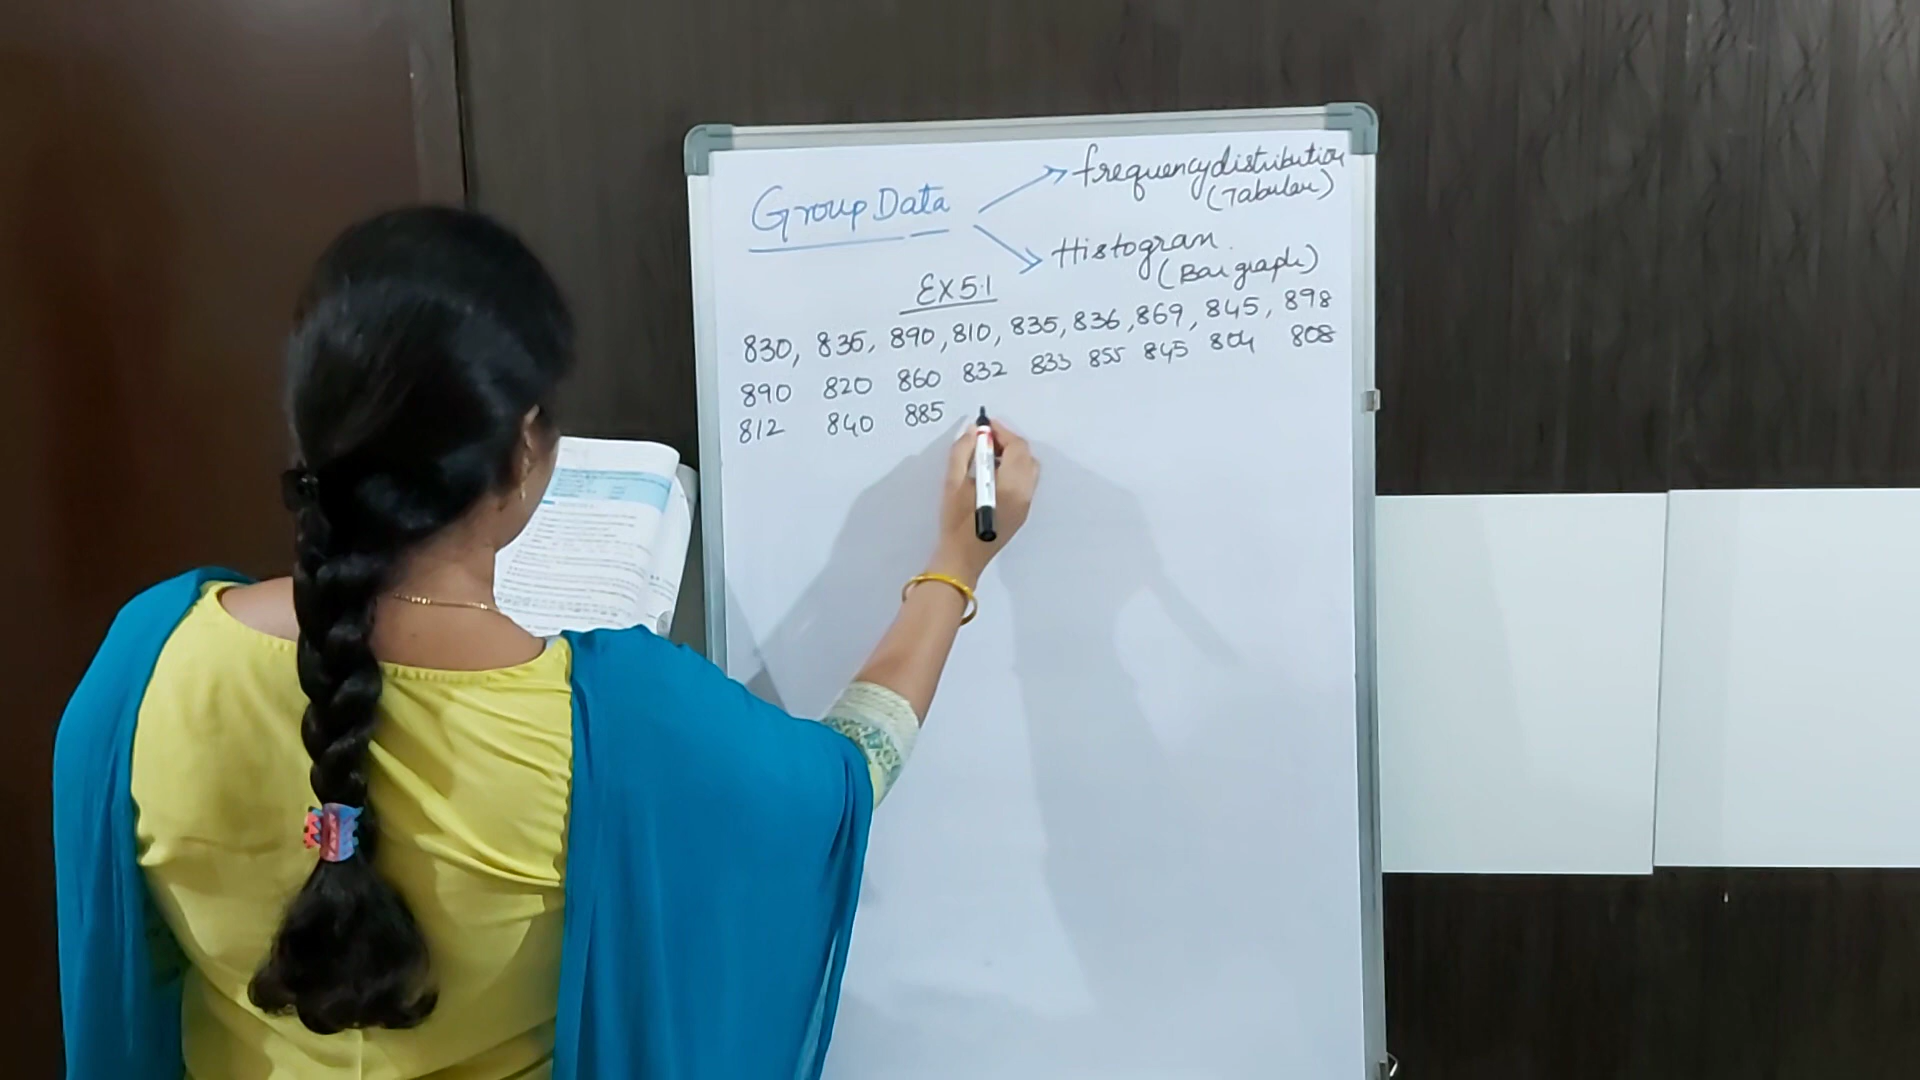 Group Data
frequency distribution
(Tabular)
Histogran.
(Bar graph)
EX 5.1
830, 835, 890, 810, 835, 836, 869, 845, 898
890 820 860 832 833 855 845 804 808
812 840 885